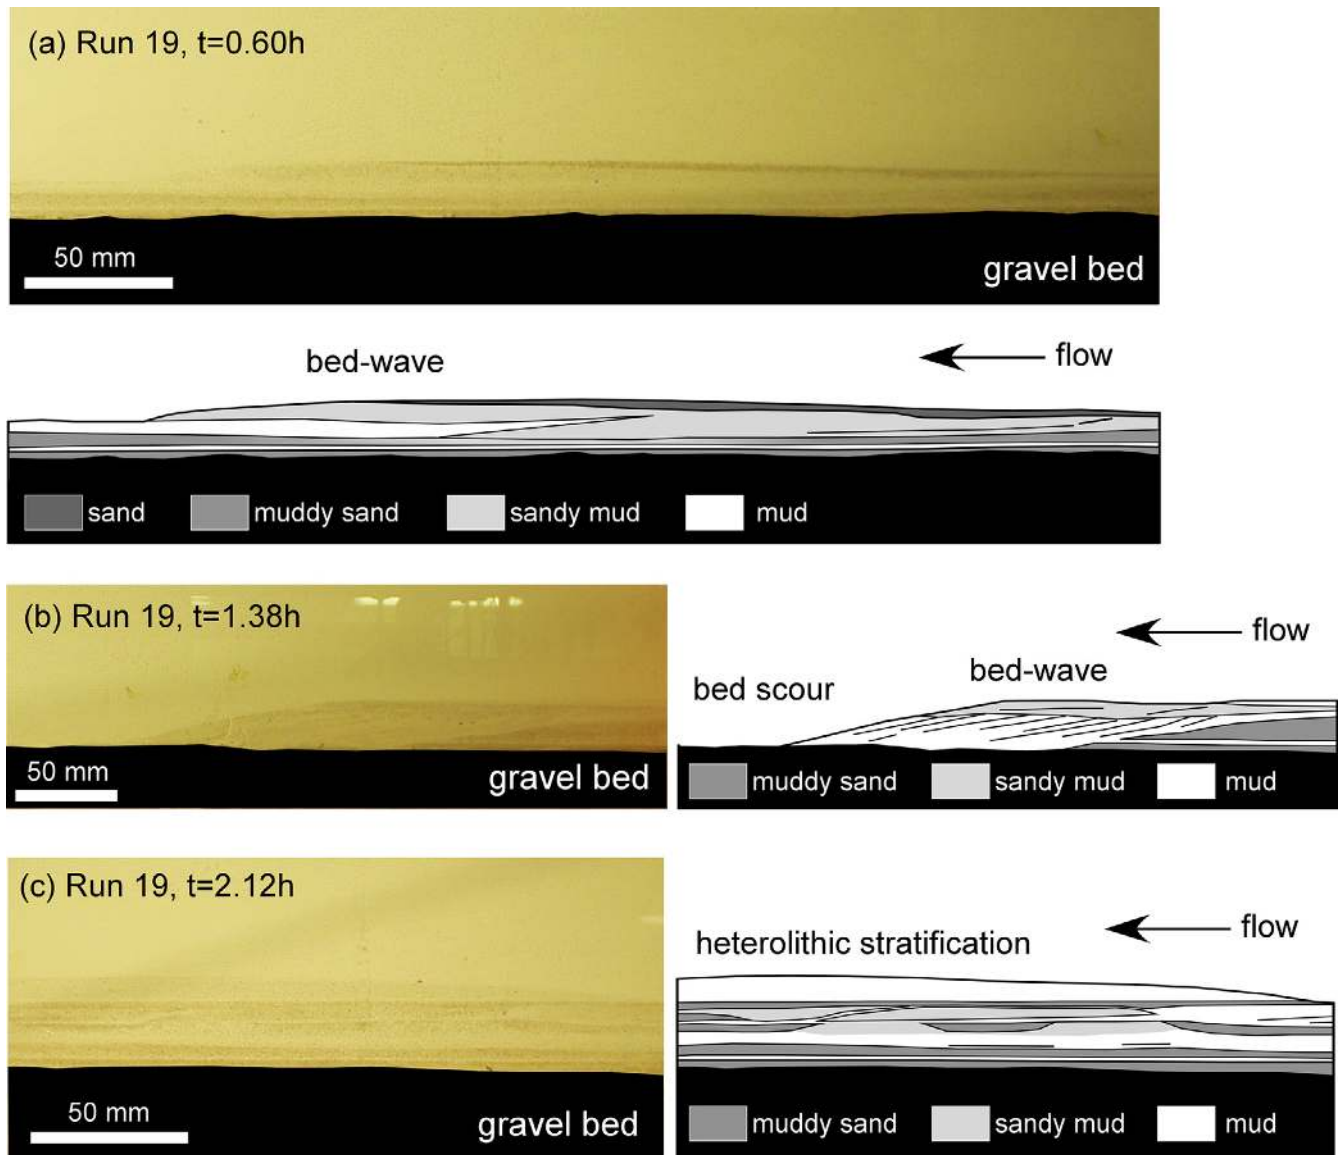 (a) Run 19, t=0.60h
50 mm
gravel bed
bed-wave
flow
sand
muddy sand
sandy mud
mud
(b) Run 19, t=1.38h
50 mm
gravel bed
flow
bed-wave
bed scour
muddy sand
sandy mud
mud
(c) Run 19, t=2.12h
50 mm
gravel bed
flow
heterolithic stratification
muddy sand
sandy mud
mud